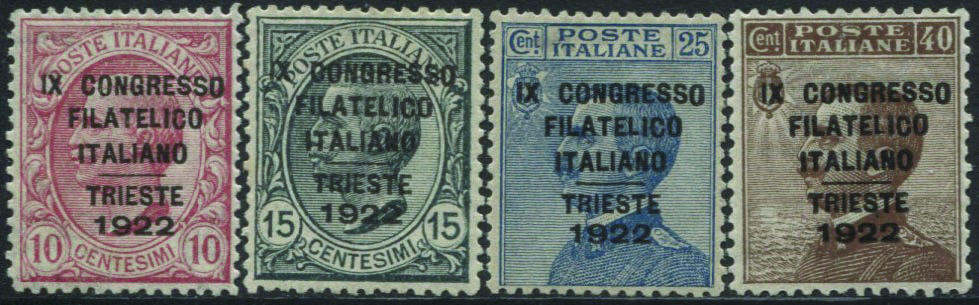 POSTE ITALIANE
IX CONGRESSO
FILATELICO
ITALIANO
TRIESTE
1922
10 10
CENTESIMI
POSTE ITALIANE
IX CONGRESSO
FILATELICO
ITALIANO
TRIESTE
1922
15 15
CENTESIMI
Cent. POSTE 25
ITALIANE
IX CONGRESSO
FILATELICO
ITALIANO
TRIESTE
1922
Cent. POSTE 40
ITALIANE
IX CONGRESSO
FILATELICO
ITALIANO
TRIESTE
1922